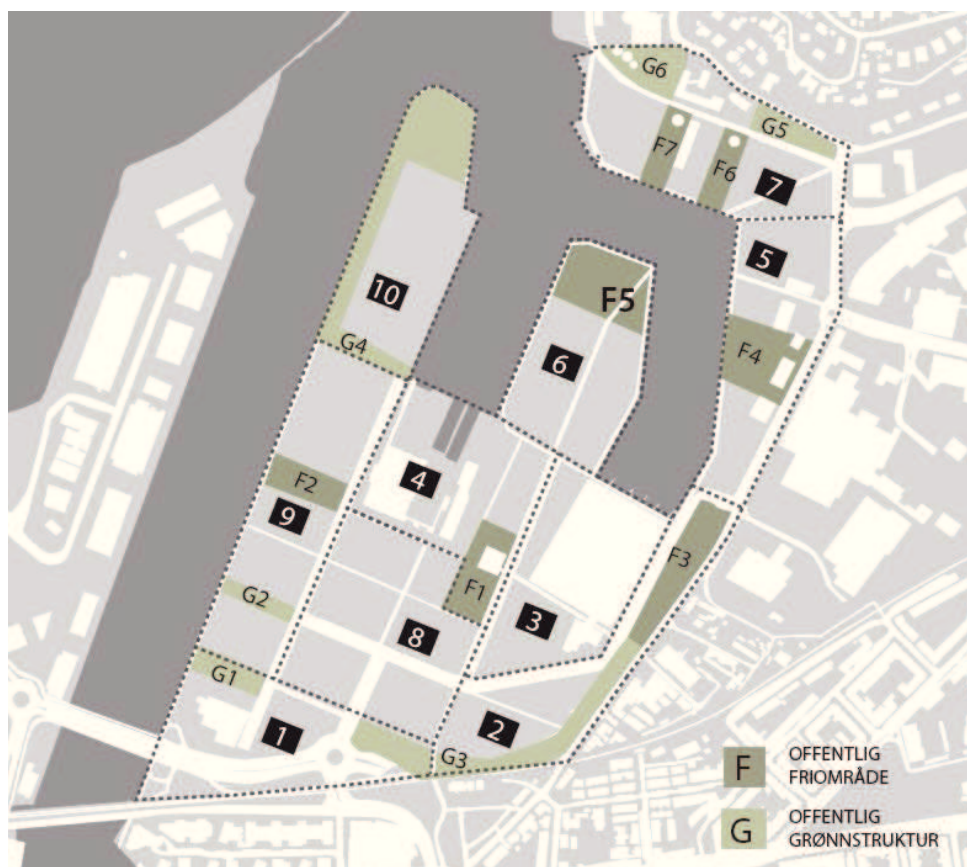 G6
G5
F7
F6
7
5
10
F5
G4
6
F4
F2
4
9
F1
F3
G2
3
8
G1
1
2
G3
F OFFENTLIG
FRIOMRÅDE
G OFFENTLIG
GRØNNSTRUKTUR